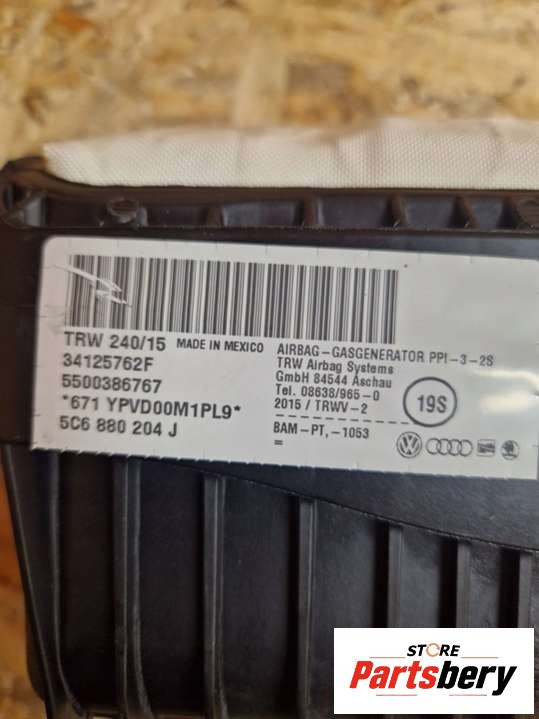 TRW 240/15 MADE IN MEXICO
34125762F
5500386767
*671 YPVD00M1PL9*
5C6 880 204 J
AIRBAG-GASGENERATOR PPI-3-2S
TRW Airbag Systems
GmbH 84544 Aschau
Tel. 08638/965-0
2015/TRWV-2
19S
BAM-PT,-1053
=
STORE
Partsbery